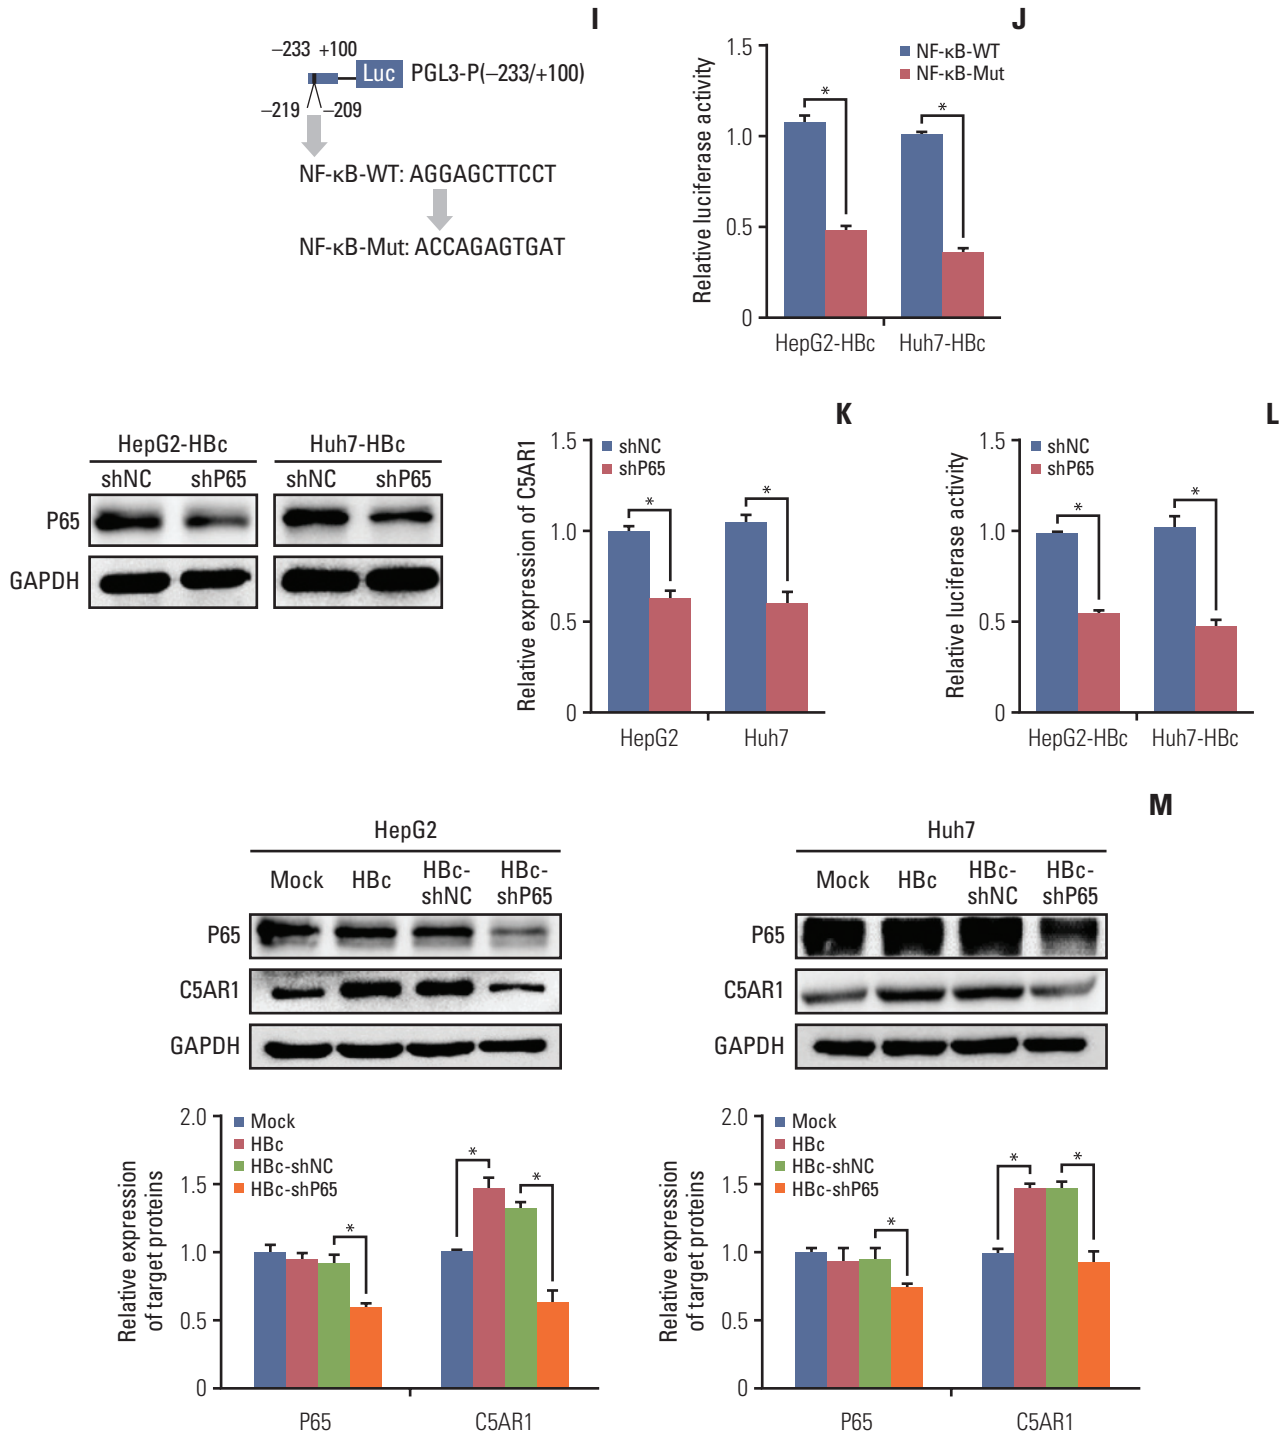 I
−233 +100
Luc PGL3-P(−233/+100)
−219 −209
NF-κB-WT: AGGAGCTTCCT
NF-κB-Mut: ACCAGAGTGAT
J
NF-κB-WT
NF-κB-Mut
Relative luciferase activity
1.5
1.0
0.5
0
*
*
HepG2-HBc Huh7-HBc
K
HepG2-HBc Huh7-HBc
shNC shP65 shNC shP65
P65
GAPDH
Relative expression of C5AR1
1.5
1.0
0.5
0
shNC
shP65
*
*
HepG2 Huh7
L
Relative luciferase activity
1.5
1.0
0.5
0
shNC
shP65
*
*
HepG2-HBc Huh7-HBc
M
HepG2
Mock HBc HBc-shNC HBc-shP65
P65
C5AR1
GAPDH
Huh7
Mock HBc HBc-shNC HBc-shP65
P65
C5AR1
GAPDH
Relative expression
of target proteins
2.0
1.5
1.0
0.5
0
Mock
HBc
HBc-shNC
HBc-shP65
*
*
*
P65 C5AR1
Relative expression
of target proteins
2.0
1.5
1.0
0.5
0
Mock
HBc
HBc-shNC
HBc-shP65
*
*
*
P65 C5AR1